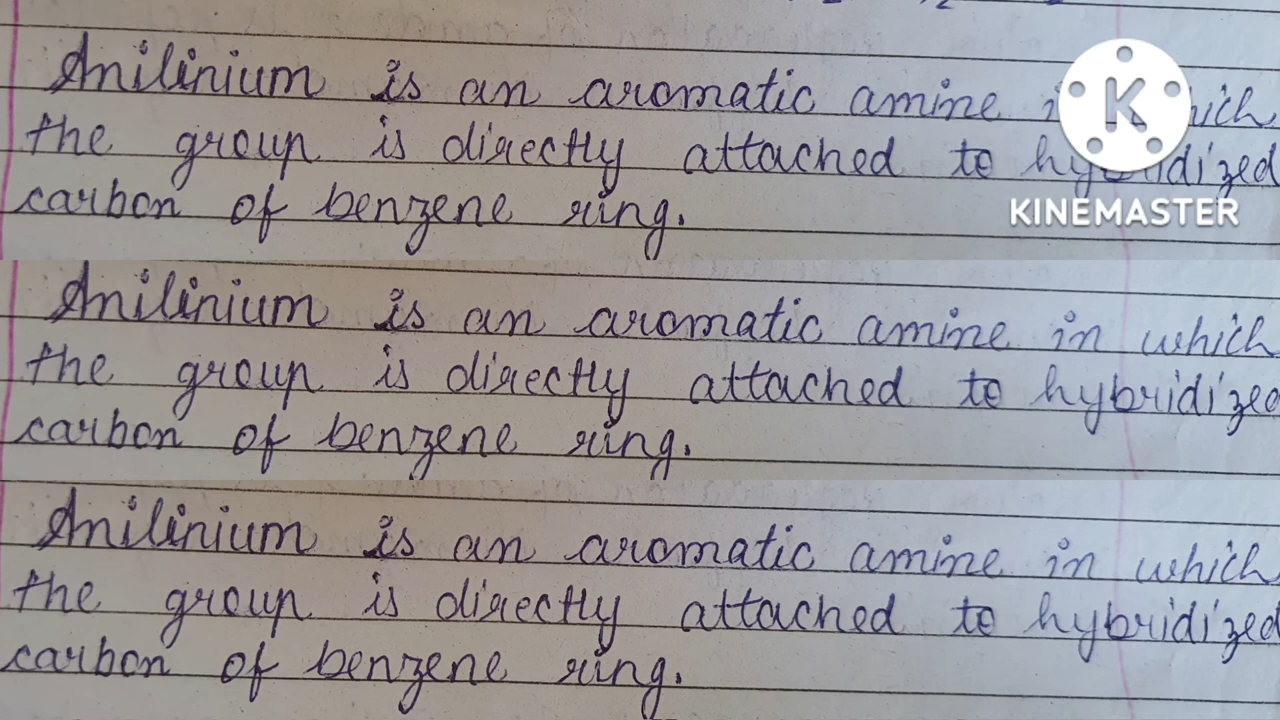 Anilinium is an aromatic amine i hich
the group is directly attached to hybridized
carbon of benzene ring.
KINEMASTER
Anilinium is an aromatic amine in which
the group is directly attached to hybridized
carbon of benzene ring.
Anilinium is an aromatic amine in which
the group is directly attached to hybridized
carbon of benzene ring.